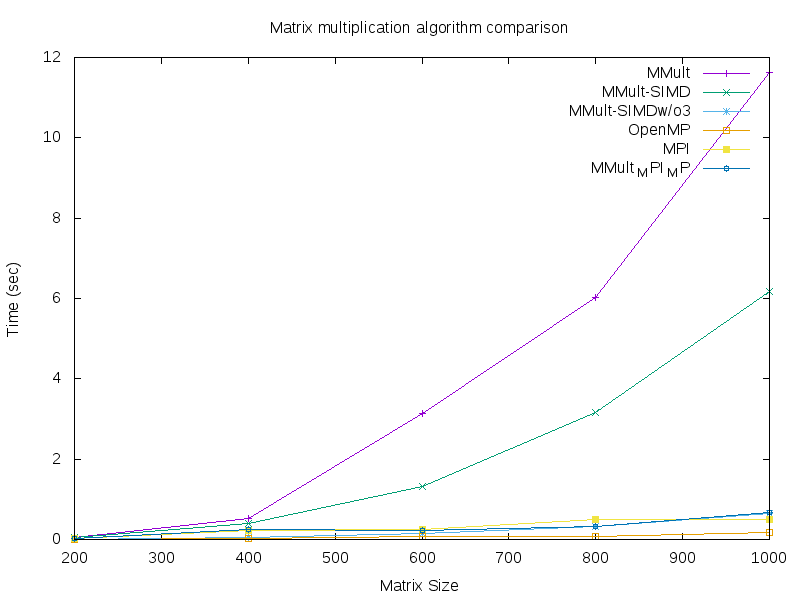 Matrix multiplication algorithm comparison
12
10
8
6
4
2
0
Time (sec)
MMult
MMult-SIMD
MMult-SIMDw/o3
OpenMP
MPI
MMult_MPI_MP
200 300 400 500 600 700 800 900 1000
Matrix Size